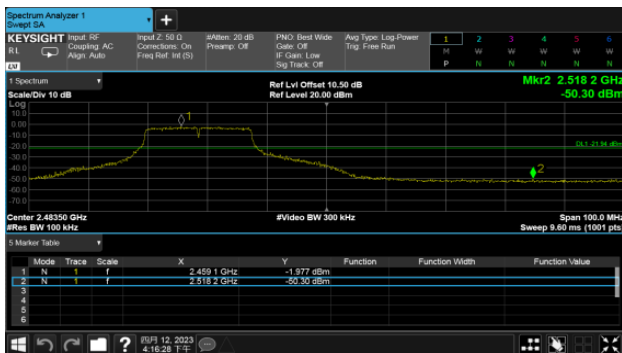 Spectrum Analyzer 1
Swept SA
+
KEYSIGHT
RL
LXI
Input: RF
Coupling: AC
Align: Auto
Input Z: 50 Ω
Corrections: On
Freq Ref: Int (S)
#Atten: 20 dB
Preamp: Off
PNO: Best Wide
Gate: Off
IF Gain: Low
Sig Track: Off
Avg Type: Log-Power
Trig: Free Run
1 2 3 4 5 6
M W W W W W
P N N N N N
1 Spectrum
Scale/Div 10 dB
Ref Lvl Offset 10.50 dB
Ref Level 20.00 dBm
Mkr2 2.518 2 GHz
-50.30 dBm
Log
10.0
0.00
-10.0
-20.0
-30.0
-40.0
-50.0
-60.0
-70.0
1
DL1 -21.94 dBm
2
Center 2.48350 GHz
#Res BW 100 kHz
#Video BW 300 kHz
Span 100.0 MHz
Sweep 9.60 ms (1001 pts)
5 Marker Table
Mode Trace Scale X Y Function Function Width Function Value
1 N 1 f 2.459 1 GHz -1.977 dBm
2 N 1 f 2.518 2 GHz -50.30 dBm
3
4
5
6
?
四月 12, 2023
4:16:28 下午